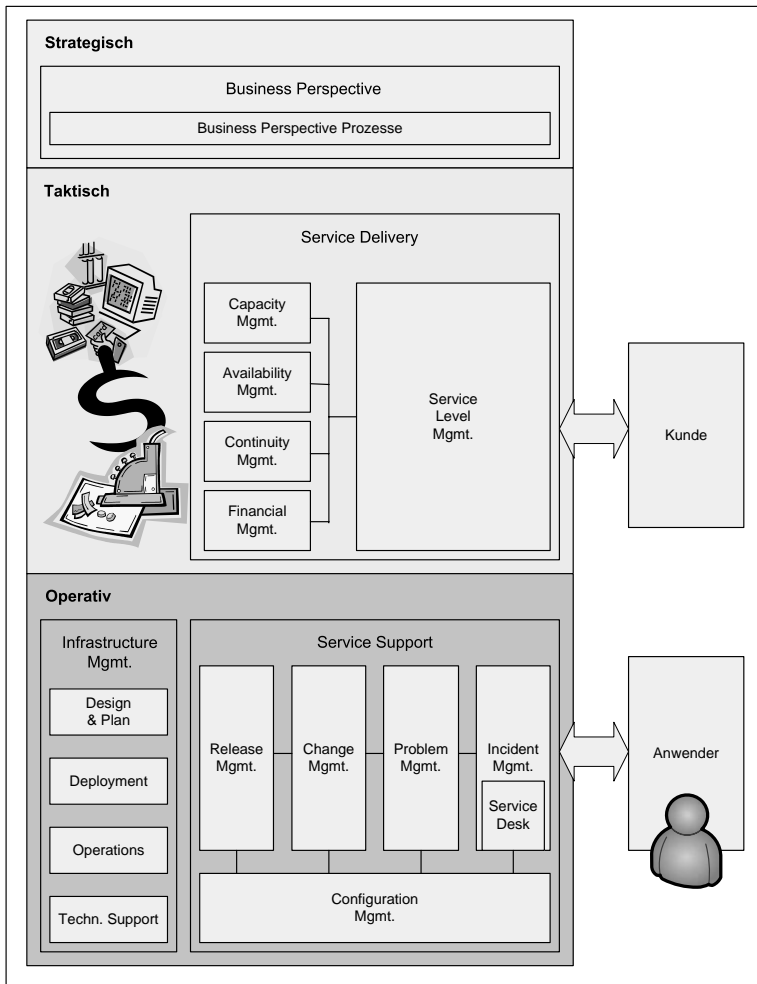 Strategisch
Business Perspective
Business Perspective Prozesse
Taktisch
Service Delivery
Capacity
Mgmt.
Availability
Mgmt.
Continuity
Mgmt.
Financial
Mgmt.
Service
Level
Mgmt.
Kunde
Operativ
Infrastructure
Mgmt.
Design
& Plan
Deployment
Operations
Techn. Support
Service Support
Release
Mgmt.
Change
Mgmt.
Problem
Mgmt.
Incident
Mgmt.
Service
Desk
Configuration
Mgmt.
Anwender